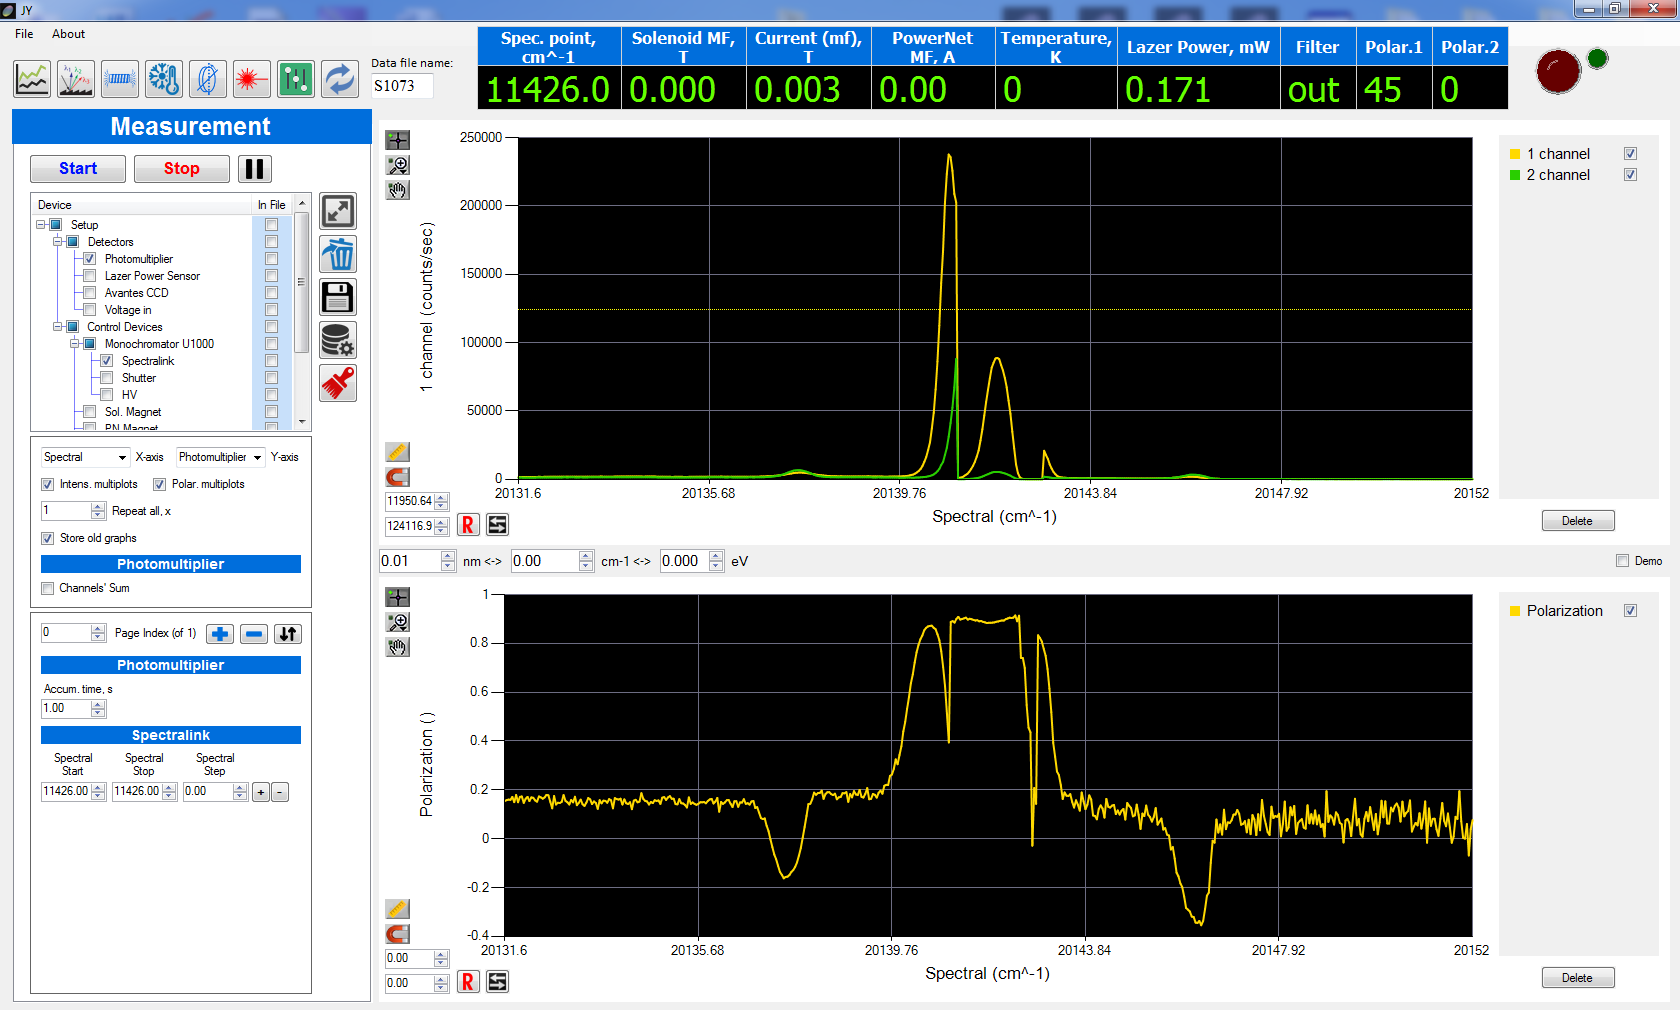 JY
File About
Data file name:
S1073
Spec. point, cm^-1 Solenoid MF, T Current (mf), T PowerNet MF, A Temperature, K Lazer Power, mW Filter Polar.1 Polar.2
11426.0 0.000 0.003 0.00 0 0.171 out 45 0
Measurement
Start Stop
Device In File
Setup
Detectors
Photomultiplier
Lazer Power Sensor
Avantes CCD
Voltage in
Control Devices
Monochromator U1000
Spectralink
Shutter
HV
Sol. Magnet
PN Magnet
Spectral X-axis Photomultiplier Y-axis
Intens. multiplots Polar. multiplots
1 Repeat all, x
Store old graphs
Photomultiplier
Channels' Sum
0 Page Index (of 1)
Photomultiplier
Accum. time, s
1.00
Spectralink
Spectral Start Spectral Stop Spectral Step
11426.00 11426.00 0.00 + -
250000
200000
150000
100000
50000
0
1 channel (counts/sec)
20131.6 20135.68 20139.76 20143.84 20147.92 20152
Spectral (cm^-1)
11950.64
124116.9 R
1 channel
2 channel
Delete
0.01 nm <-> 0.00 cm-1 <-> 0.000 eV
Demo
1
0.8
0.6
0.4
0.2
0
-0.2
-0.4
Polarization ()
20131.6 20135.68 20139.76 20143.84 20147.92 20152
Spectral (cm^-1)
0.00
0.00 R
Polarization
Delete